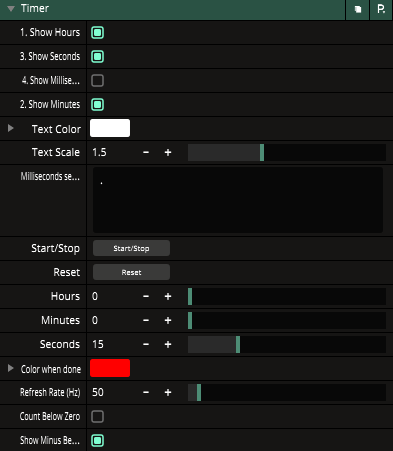 Timer
P.
1. Show Hours
3. Show Seconds
4. Show Millise...
2. Show Minutes
Text Color
Text Scale 1.5 - +
Milliseconds se... .
Start/Stop Start/Stop
Reset Reset
Hours 0 - +
Minutes 0 - +
Seconds 15 - +
Color when done
Refresh Rate (Hz) 50 - +
Count Below Zero
Show Minus Be...